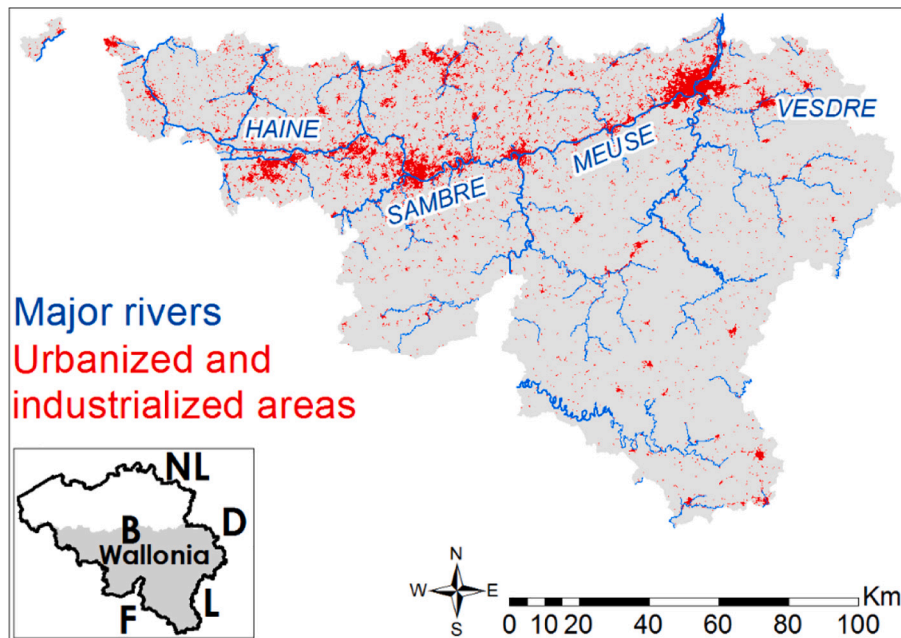 HAINE
VESDRE
MEUSE
SAMBRE
Major rivers
Urbanized and
industrialized areas
NL
B
D
Wallonia
F
L
N
W E
S
Km
0 10 20 40 60 80 100